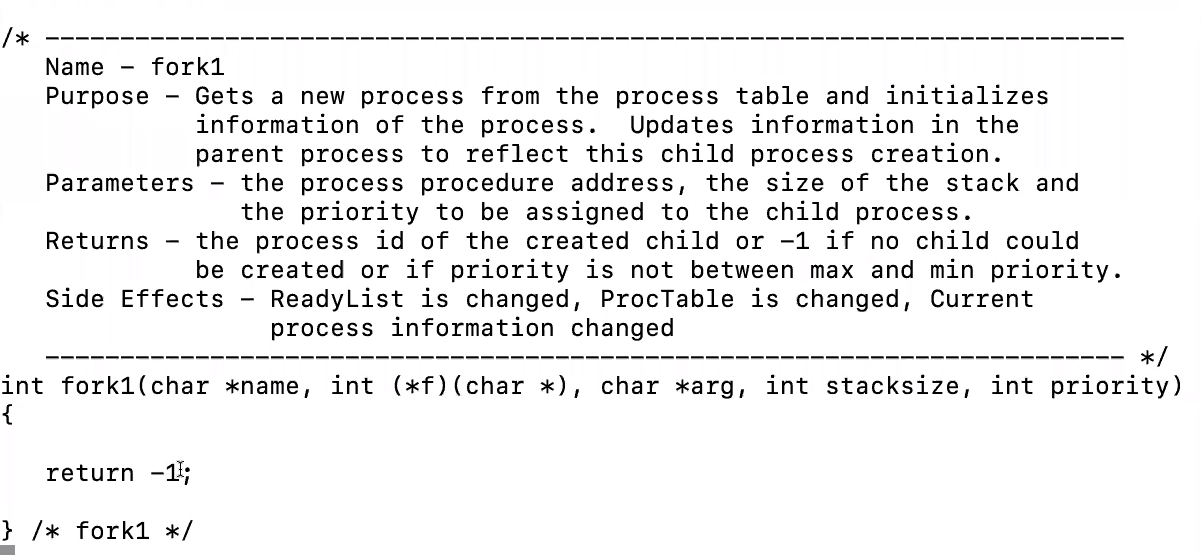 /* ------------------------------------------------------------------------
   Name - fork1
   Purpose - Gets a new process from the process table and initializes
             information of the process.  Updates information in the
             parent process to reflect this child process creation.
   Parameters - the process procedure address, the size of the stack and
                the priority to be assigned to the child process.
   Returns - the process id of the created child or -1 if no child could
             be created or if priority is not between max and min priority.
   Side Effects - ReadyList is changed, ProcTable is changed, Current
                  process information changed
   ------------------------------------------------------------------------ */
int fork1(char *name, int (*f)(char *), char *arg, int stacksize, int priority)
{
   return -1;
} /* fork1 */